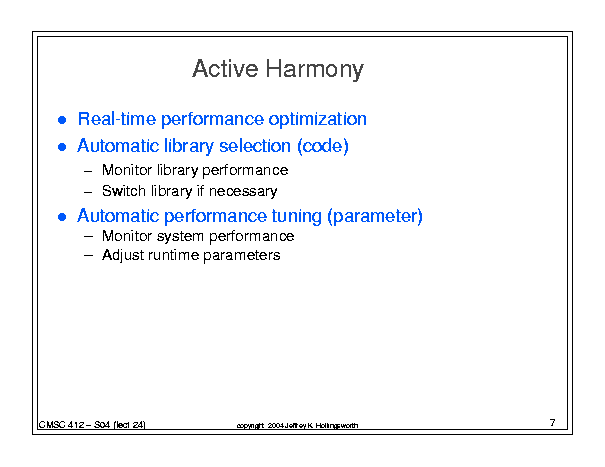 Active Harmony
● Real-time performance optimization
● Automatic library selection (code)
– Monitor library performance
– Switch library if necessary
● Automatic performance tuning (parameter)
– Monitor system performance
– Adjust runtime parameters
CMSC 412 – S04 (lect 24)
copyright 2004 Jeffrey K. Hollingsworth
7